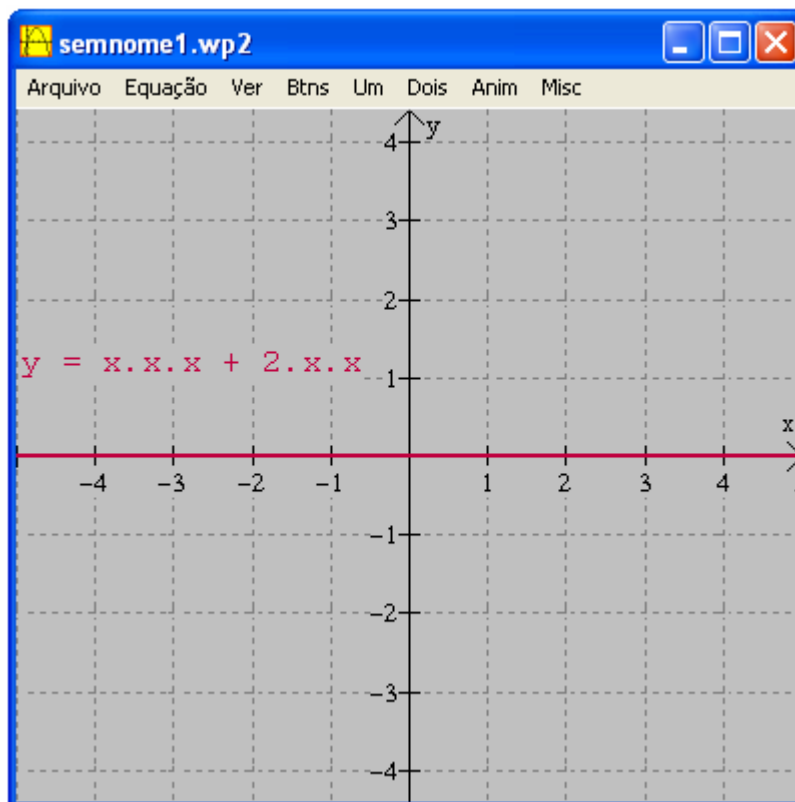 semnome1.wp2
Arquivo Equação Ver Btns Um Dois Anim Misc
y
4
3
2
y = x.x.x + 2.x.x
1
x
-4 -3 -2 -1 1 2 3 4
-1
-2
-3
-4